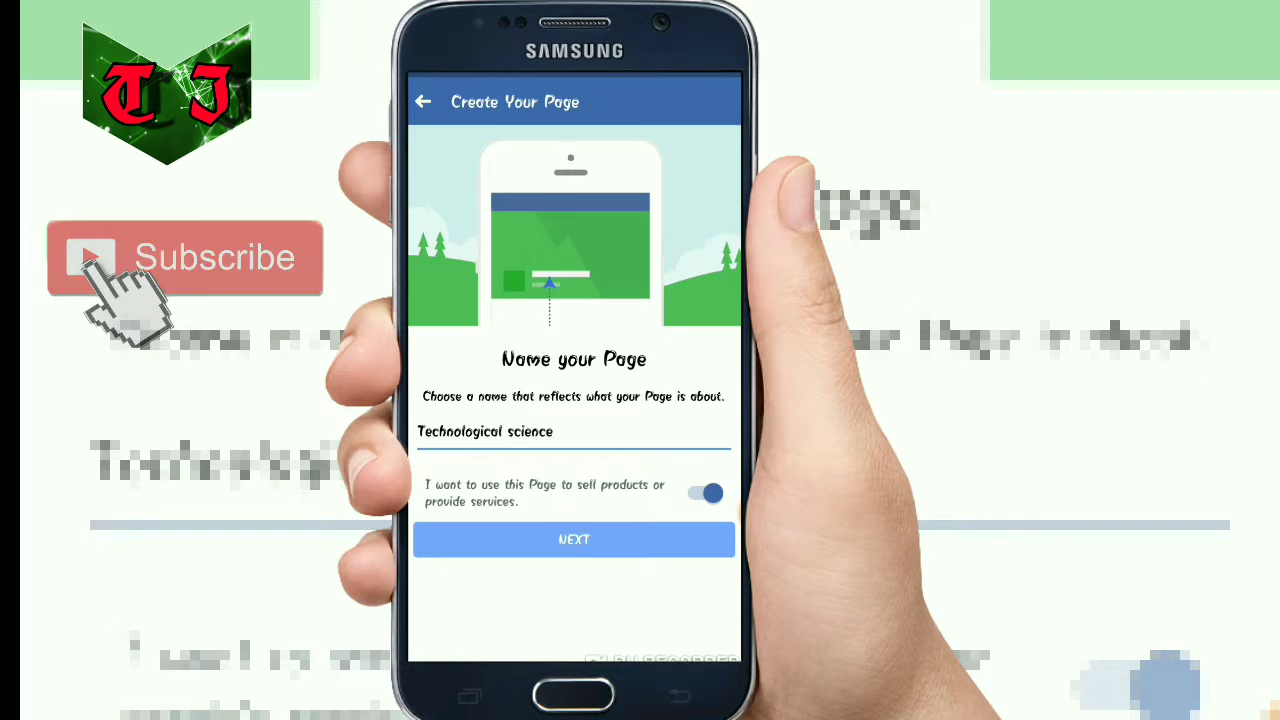 TJ
SAMSUNG
Create Your Page
Subscribe
Name your Page
Choose a name that reflects what your Page is about.
Technological science
I want to use this Page to sell products or
provide services.
NEXT